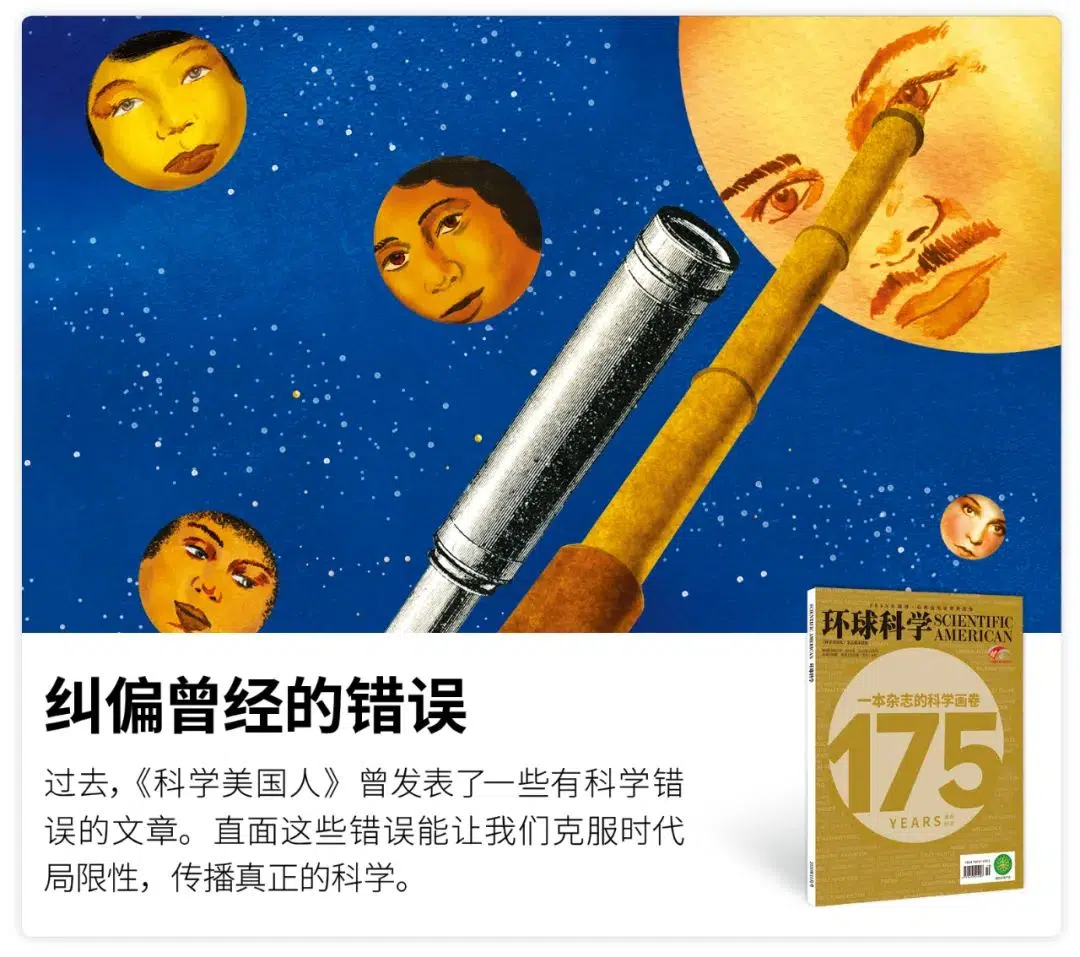 纠偏曾经的错误
过去，《科学美国人》曾发表了一些有科学错
误的文章。直面这些错误能让我们克服时代
局限性，传播真正的科学。
环球科学
SCIENTIFIC
AMERICAN
一本杂志的科学画卷
175
YEARS